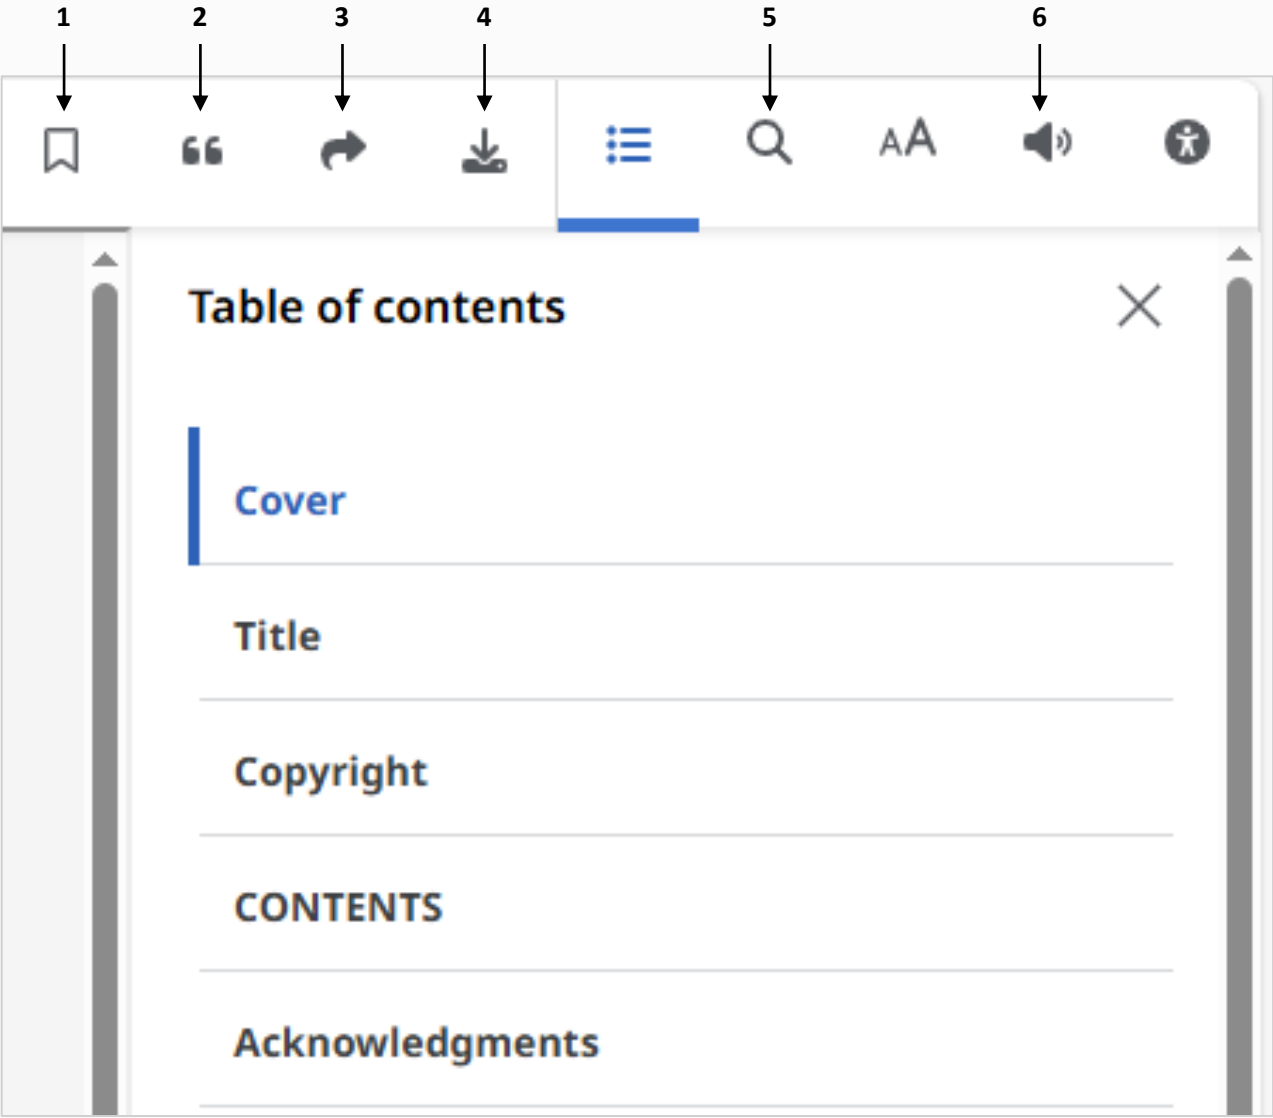 1 2 3 4 5 6
AA
Table of contents
Cover
Title
Copyright
CONTENTS
Acknowledgments